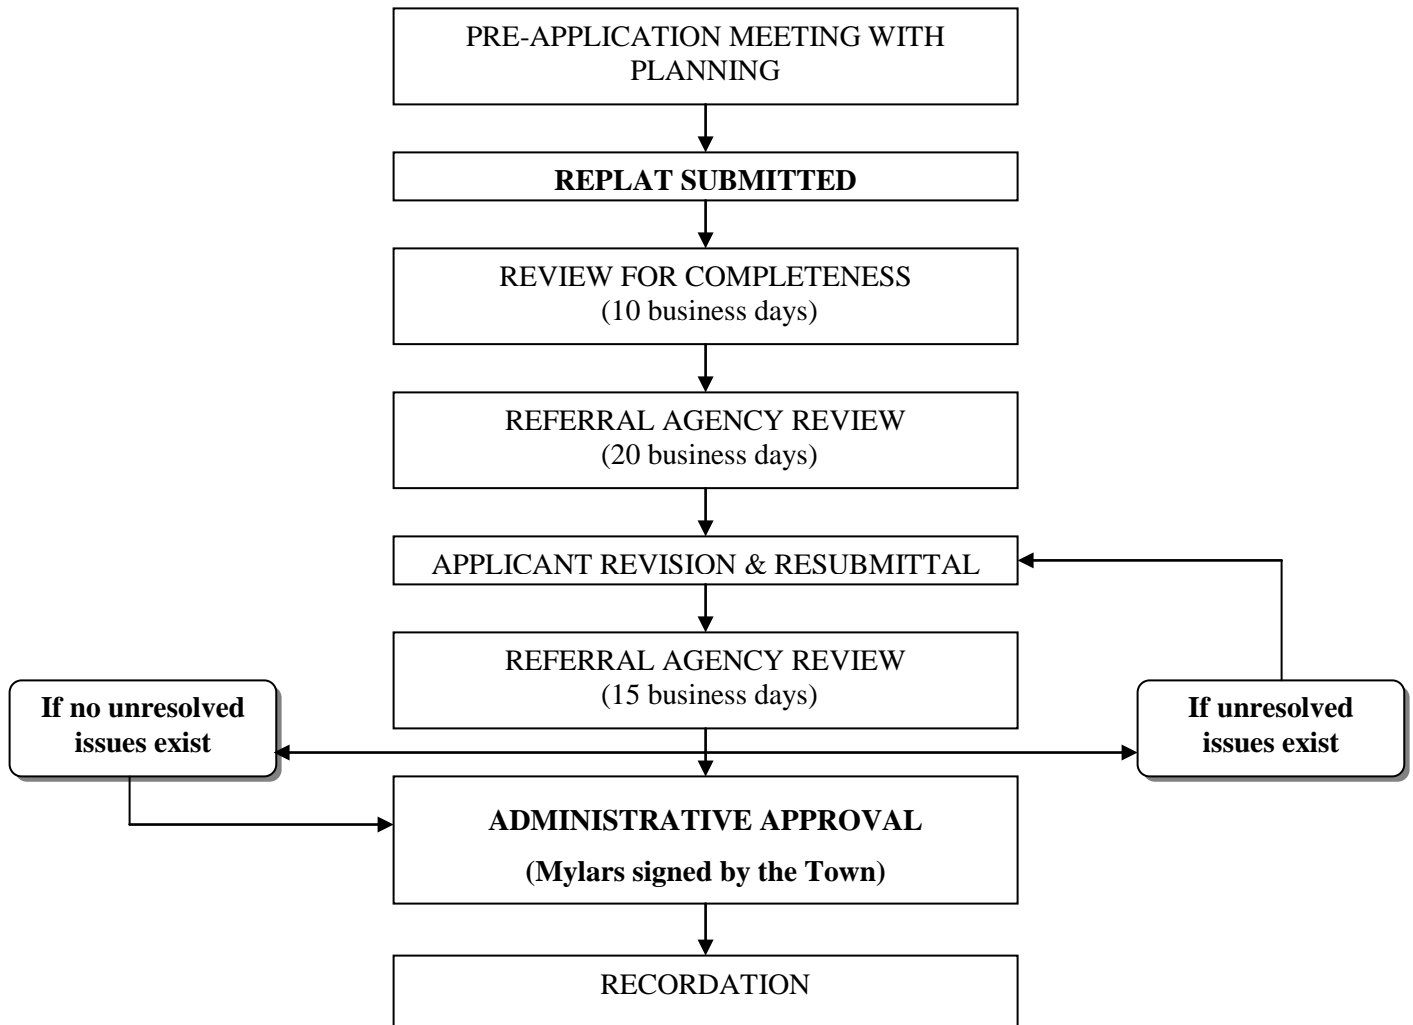 PRE-APPLICATION MEETING WITH
PLANNING
REPLAT SUBMITTED
REVIEW FOR COMPLETENESS
(10 business days)
REFERRAL AGENCY REVIEW
(20 business days)
APPLICANT REVISION & RESUBMITTAL
REFERRAL AGENCY REVIEW
(15 business days)
If no unresolved
issues exist
If unresolved
issues exist
ADMINISTRATIVE APPROVAL
(Mylars signed by the Town)
RECORDATION